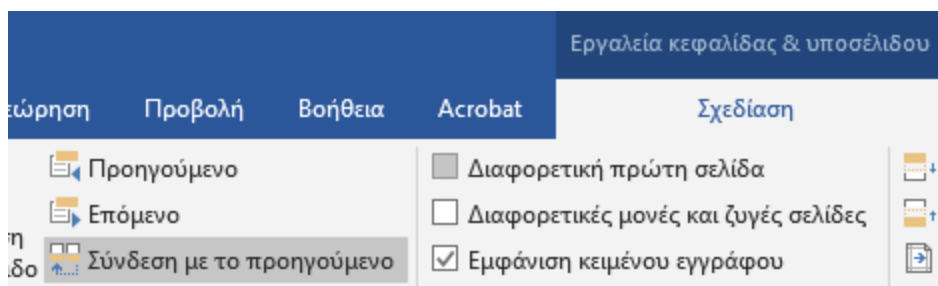 Εργαλεία κεφαλίδας & υποσέλιδου
Προβολή Βοήθεια Acrobat Σχεδίαση
Προηγούμενο Διαφορετική πρώτη σελίδα
Επόμενο Διαφορετικές μονές και ζυγές σελίδες
Σύνδεση με το προηγούμενο Εμφάνιση κειμένου εγγράφου